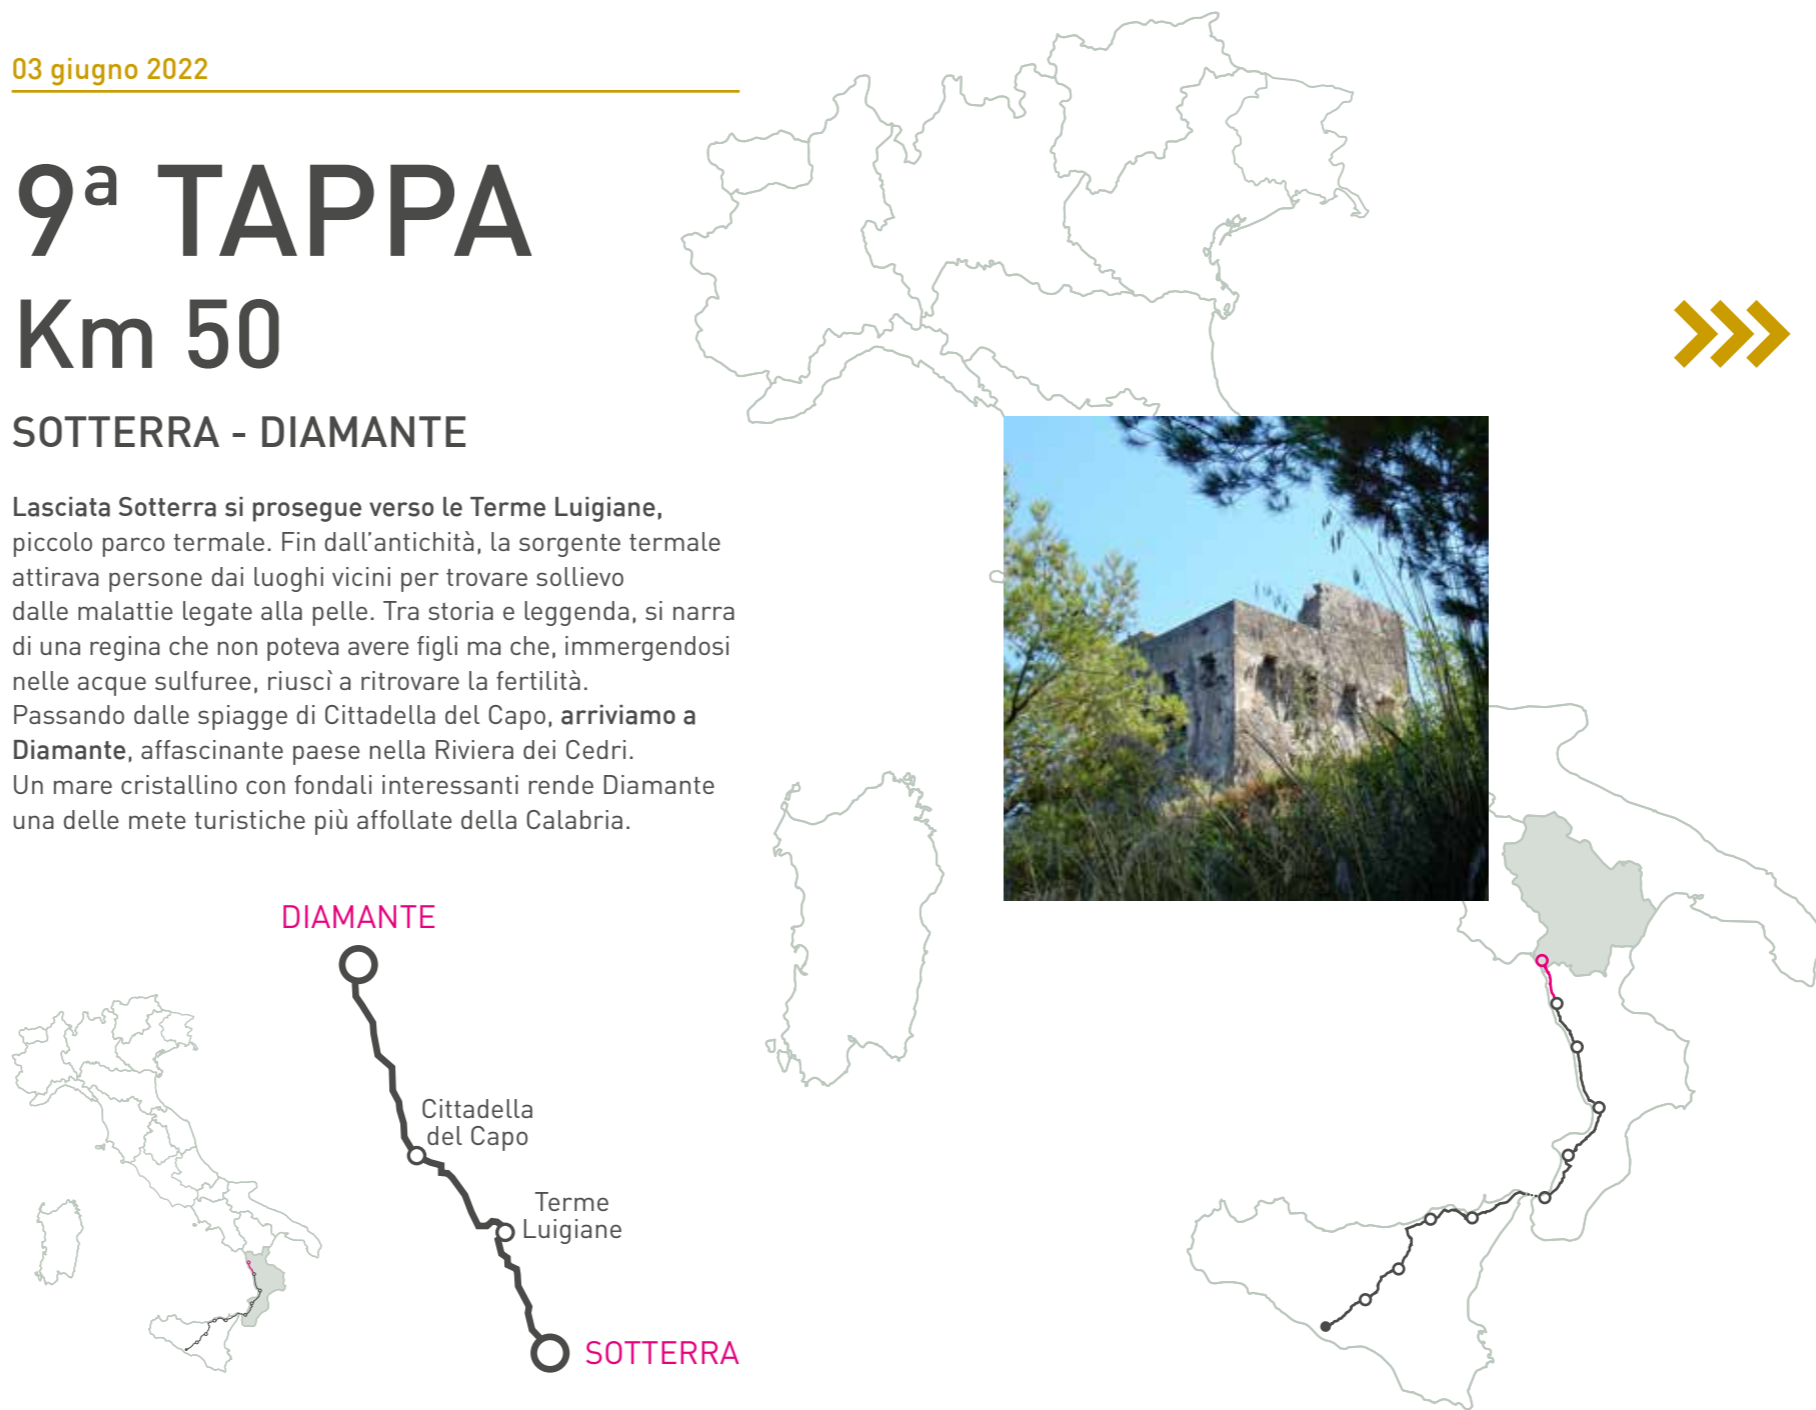 03 giugno 2022
9ª TAPPA
Km 50
SOTTERRA - DIAMANTE
Lasciata Sotterra si prosegue verso le Terme Luigiane,
piccolo parco termale. Fin dall’antichità, la sorgente termale
attirava persone dai luoghi vicini per trovare sollievo
dalle malattie legate alla pelle. Tra storia e leggenda, si narra
di una regina che non poteva avere figli ma che, immergendosi
nelle acque sulfuree, riuscì a ritrovare la fertilità.
Passando dalle spiagge di Cittadella del Capo, arriviamo a
Diamante, affascinante paese nella Riviera dei Cedri.
Un mare cristallino con fondali interessanti rende Diamante
una delle mete turistiche più affollate della Calabria.
DIAMANTE
Cittadella
del Capo
Terme
Luigiane
SOTTERRA